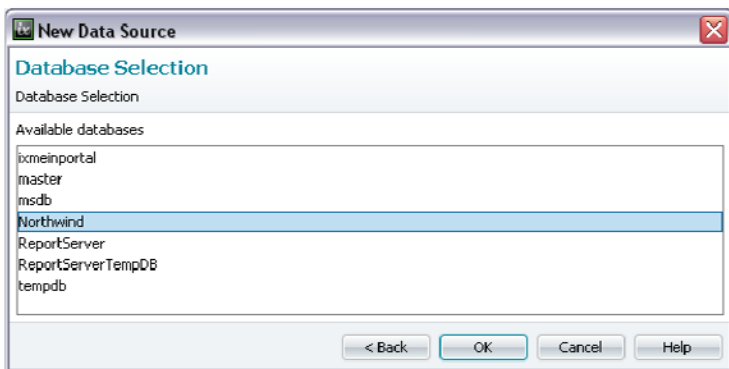 ix New Data Source
Database Selection
Database Selection
Available databases
ixmeinportal
master
msdb
Northwind
ReportServer
ReportServerTempDB
tempdb
< Back OK Cancel Help